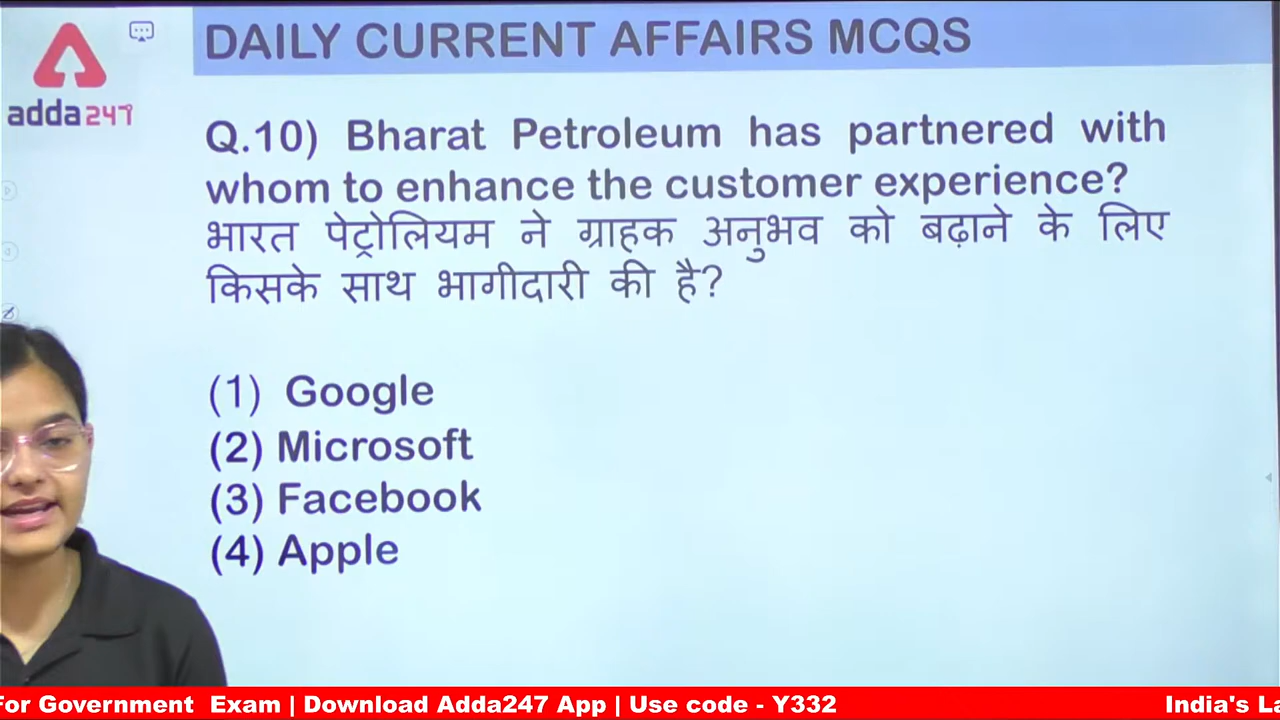 DAILY CURRENT AFFAIRS MCQS
adda247
Q.10) Bharat Petroleum has partnered with
whom to enhance the customer experience?
भारत पेट्रोलियम ने ग्राहक अनुभव को बढ़ाने के लिए
किसके साथ भागीदारी की है?
(1) Google
(2) Microsoft
(3) Facebook
(4) Apple
For Government Exam | Download Adda247 App | Use code - Y332
India's La